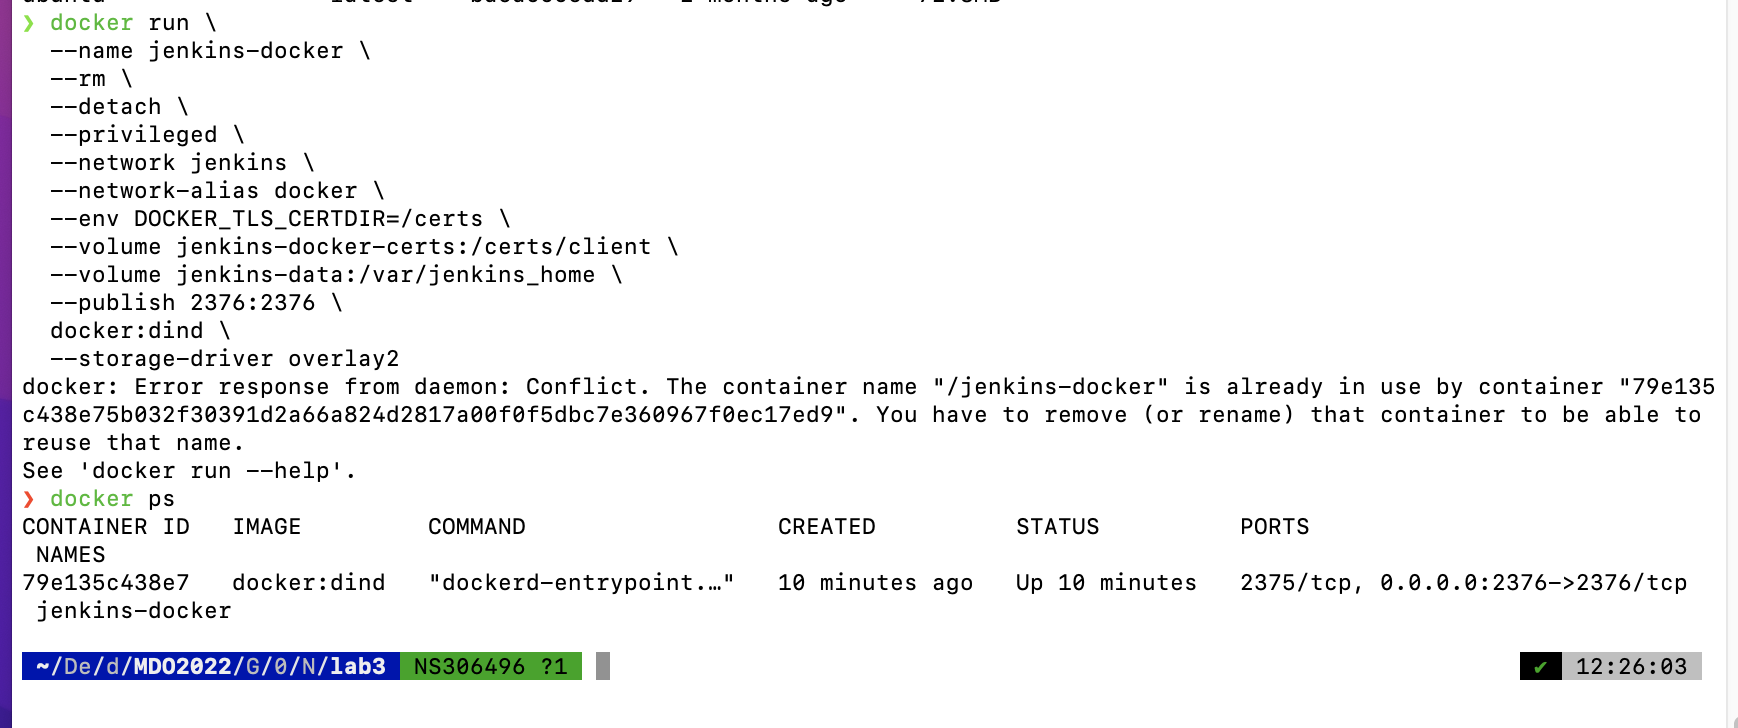 ❯ docker run \
  --name jenkins-docker \
  --rm \
  --detach \
  --privileged \
  --network jenkins \
  --network-alias docker \
  --env DOCKER_TLS_CERTDIR=/certs \
  --volume jenkins-docker-certs:/certs/client \
  --volume jenkins-data:/var/jenkins_home \
  --publish 2376:2376 \
  docker:dind \
  --storage-driver overlay2
docker: Error response from daemon: Conflict. The container name "/jenkins-docker" is already in use by container "79e135
c438e75b032f30391d2a66a824d2817a00f0f5dbc7e360967f0ec17ed9". You have to remove (or rename) that container to be able to
reuse that name.
See 'docker run --help'.
❯ docker ps
CONTAINER ID   IMAGE         COMMAND                  CREATED          STATUS          PORTS
 NAMES
79e135c438e7   docker:dind   "dockerd-entrypoint.…"   10 minutes ago   Up 10 minutes   2375/tcp, 0.0.0.0:2376->2376/tcp
 jenkins-docker
~/De/d/MDO2022/G/0/N/lab3 NS306496 ?1 ✔ 12:26:03